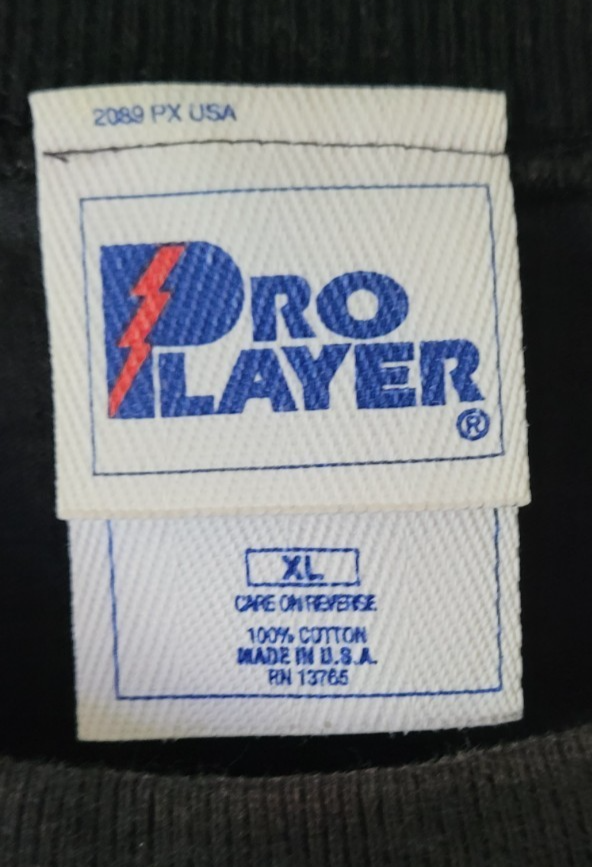 2089 PX USA
PRO
PLAYER
®
XL
CARE ON REVERSE
100% COTTON
MADE IN U.S.A.
RN 13765